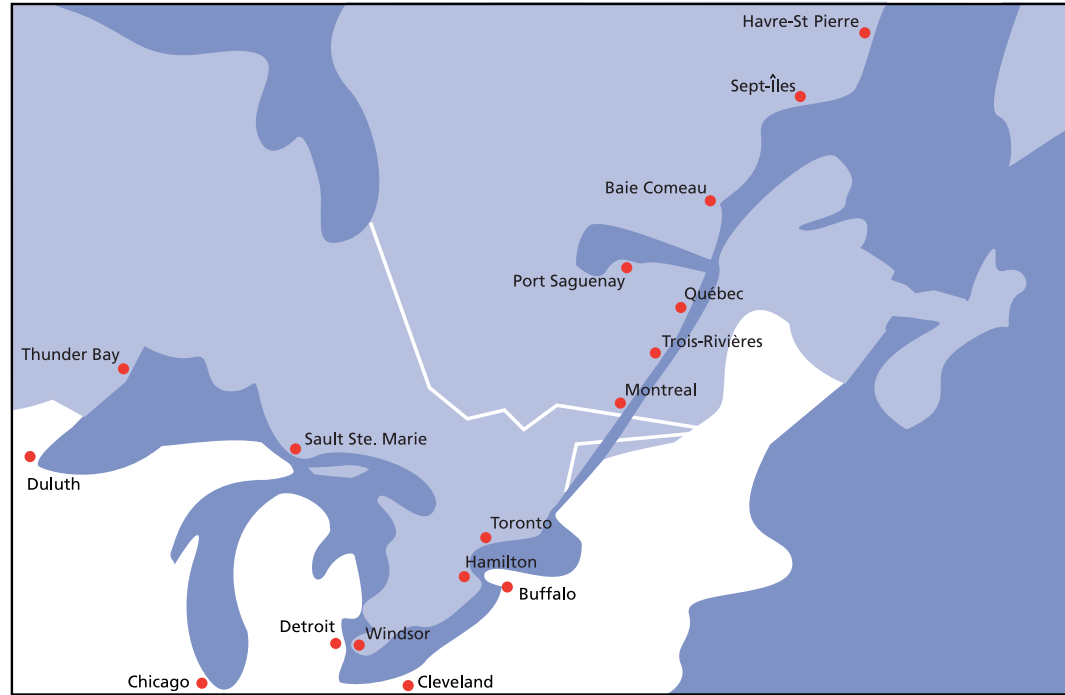 Havre-St Pierre
Sept-Îles
Baie Comeau
Port Saguenay
Québec
Trois-Rivières
Thunder Bay
Montreal
Sault Ste. Marie
Duluth
Toronto
Hamilton
Buffalo
Detroit
Windsor
Chicago
Cleveland